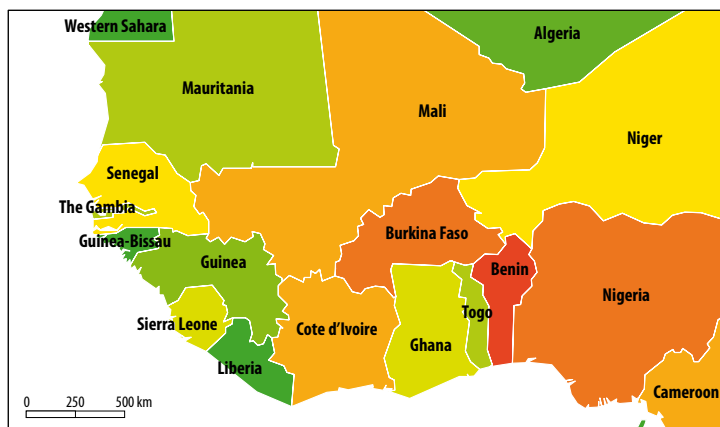 Western Sahara
Algeria
Mauritania
Mali
Niger
Senegal
The Gambia
Burkina Faso
Guinea-Bissau
Guinea
Benin
Nigeria
Togo
Sierra Leone
Cote d'Ivoire
Ghana
Liberia
Cameroon
0 250 500 km